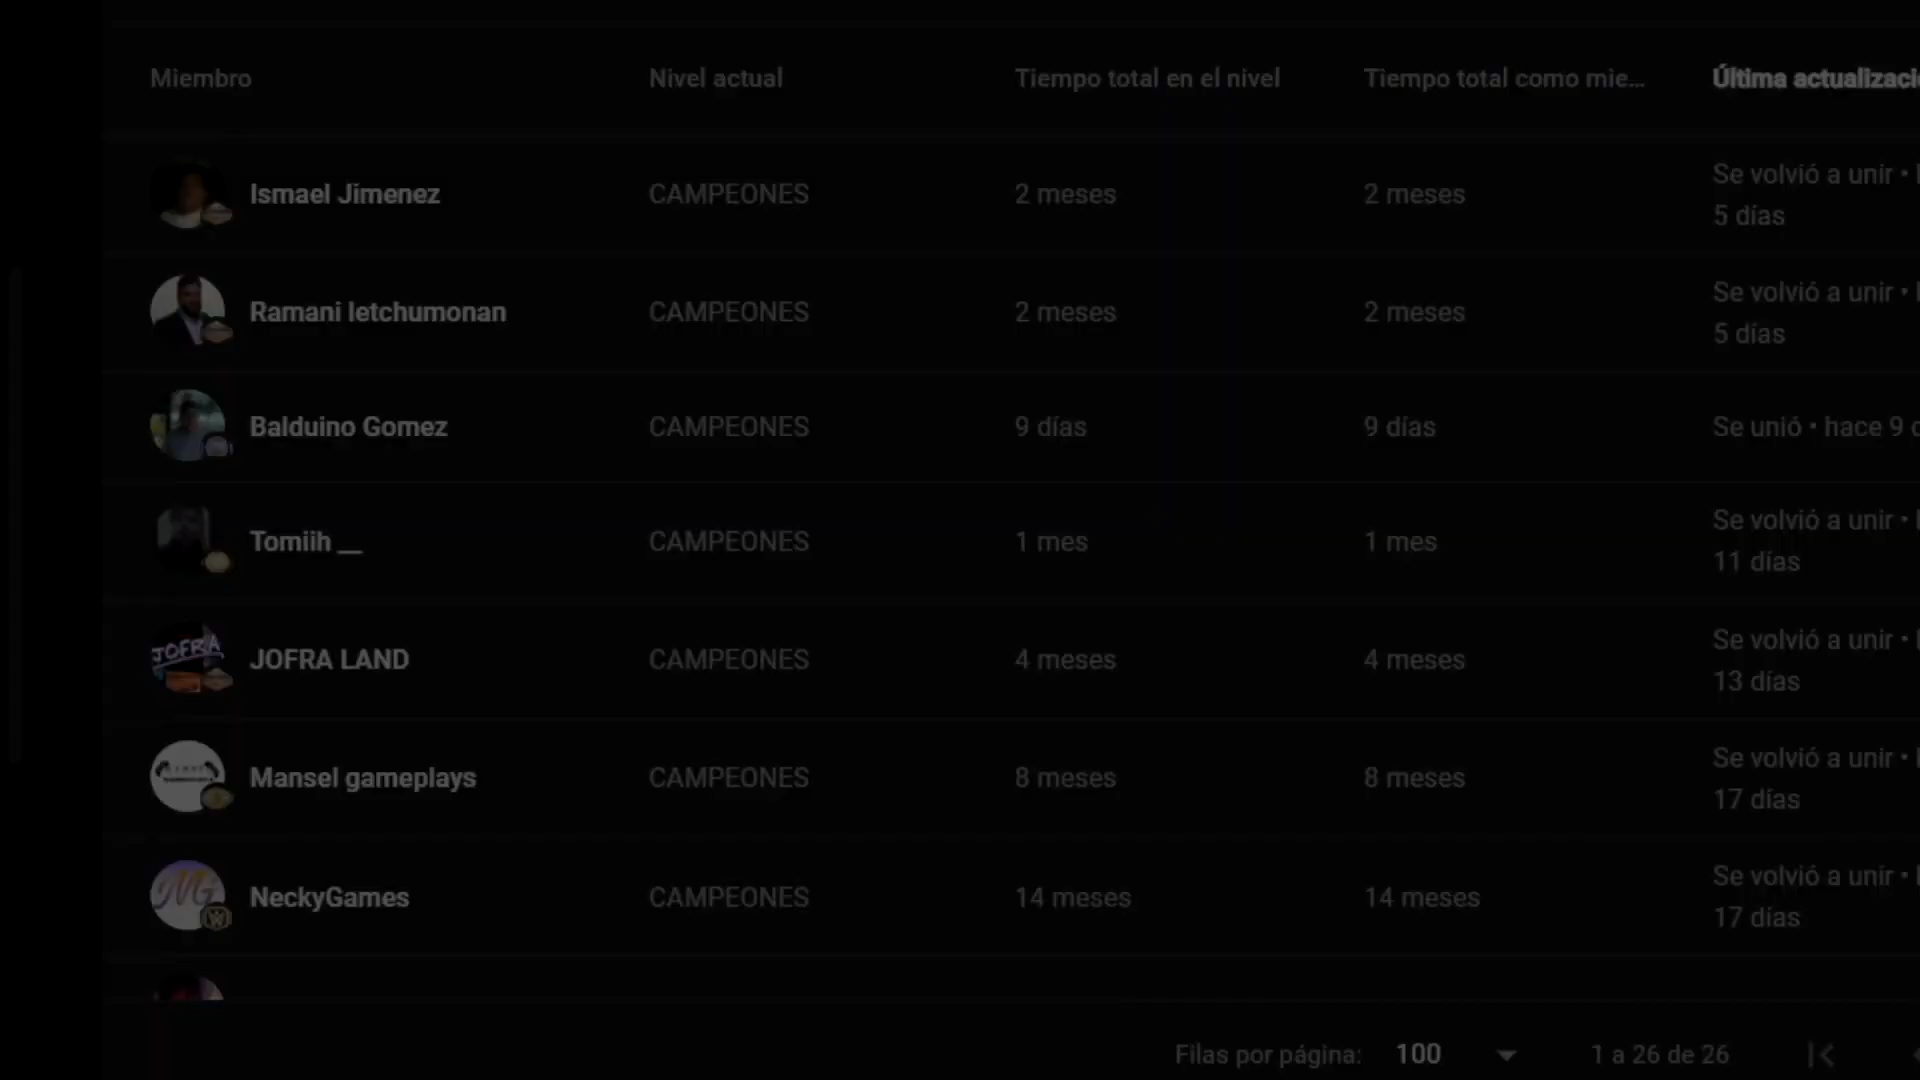 Miembro Nivel actual Tiempo total en el nivel Tiempo total como mie... Última actualizaci
Ismael Jimenez CAMPEONES 2 meses 2 meses Se volvió a unir •
5 días
Ramani letchumonan CAMPEONES 2 meses 2 meses Se volvió a unir •
5 días
Balduino Gomez CAMPEONES 9 días 9 días Se unió • hace 9
Tomiih __ CAMPEONES 1 mes 1 mes Se volvió a unir •
11 días
JOFRA
JOFRA LAND CAMPEONES 4 meses 4 meses Se volvió a unir •
13 días
Mansel gameplays CAMPEONES 8 meses 8 meses Se volvió a unir •
17 días
NG
NeckyGames CAMPEONES 14 meses 14 meses Se volvió a unir •
17 días
Filas por página: 100 1 a 26 de 26